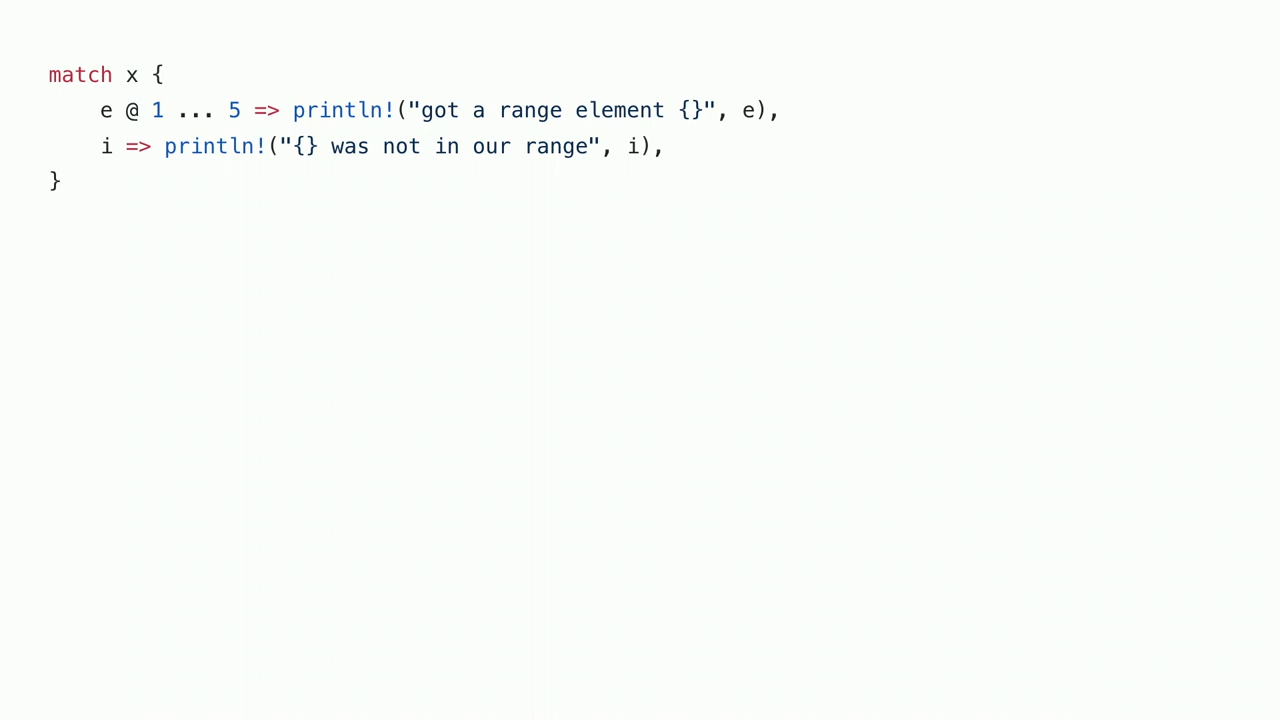 match x {
    e @ 1 ... 5 => println!("got a range element {}", e),
    i => println!("{} was not in our range", i),
}